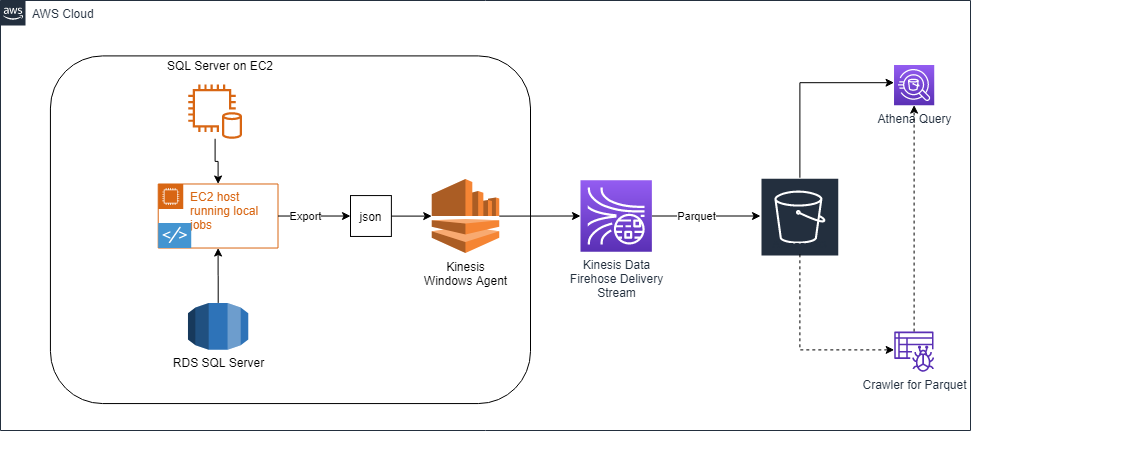 aws
AWS Cloud
SQL Server on EC2
EC2 host
running local
jobs
</>
Export
json
Kinesis
Windows Agent
RDS SQL Server
Kinesis Data
Firehose Delivery
Stream
Parquet
Athena Query
Crawler for Parquet